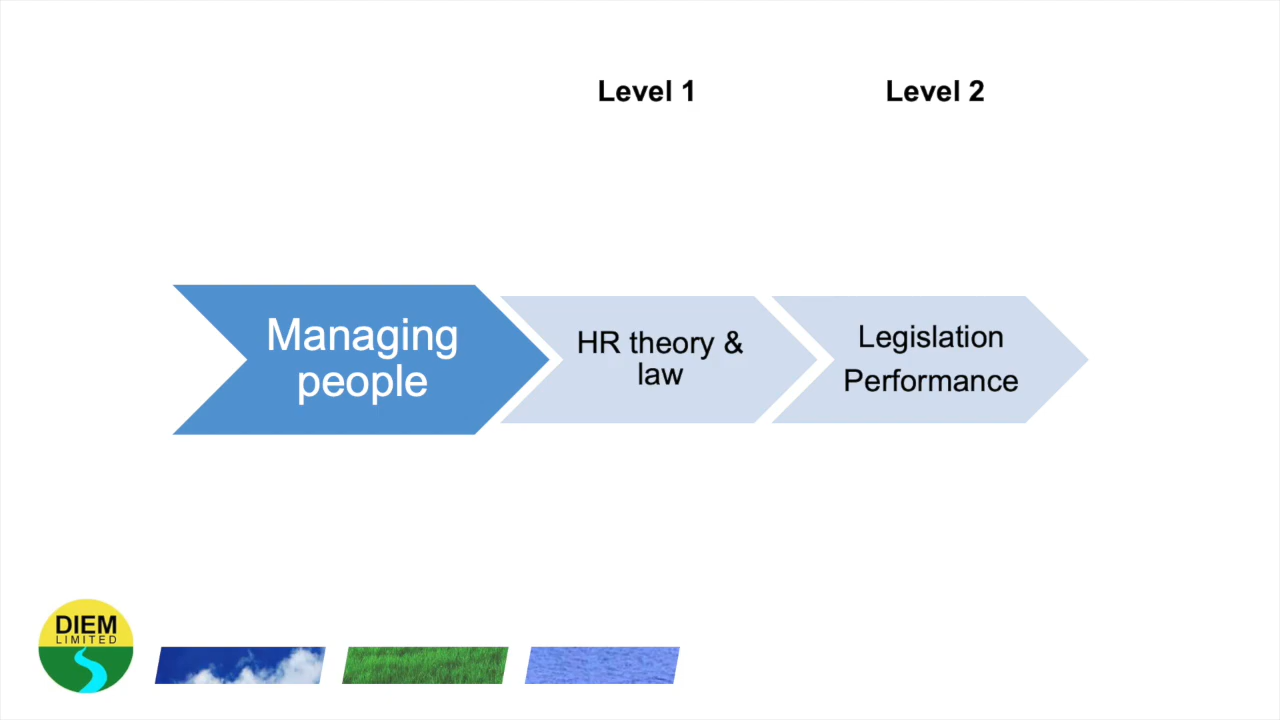 Level 1
Level 2
Managing
people
HR theory &
law
Legislation
Performance
DIEM
LIMITED